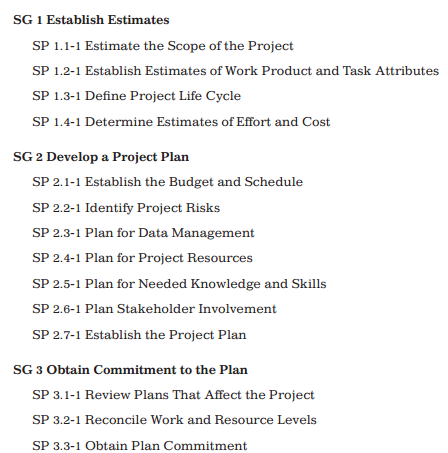 SG 1 Establish Estimates
SP 1.1-1 Estimate the Scope of the Project
SP 1.2-1 Establish Estimates of Work Product and Task Attributes
SP 1.3-1 Define Project Life Cycle
SP 1.4-1 Determine Estimates of Effort and Cost
SG 2 Develop a Project Plan
SP 2.1-1 Establish the Budget and Schedule
SP 2.2-1 Identify Project Risks
SP 2.3-1 Plan for Data Management
SP 2.4-1 Plan for Project Resources
SP 2.5-1 Plan for Needed Knowledge and Skills
SP 2.6-1 Plan Stakeholder Involvement
SP 2.7-1 Establish the Project Plan
SG 3 Obtain Commitment to the Plan
SP 3.1-1 Review Plans That Affect the Project
SP 3.2-1 Reconcile Work and Resource Levels
SP 3.3-1 Obtain Plan Commitment